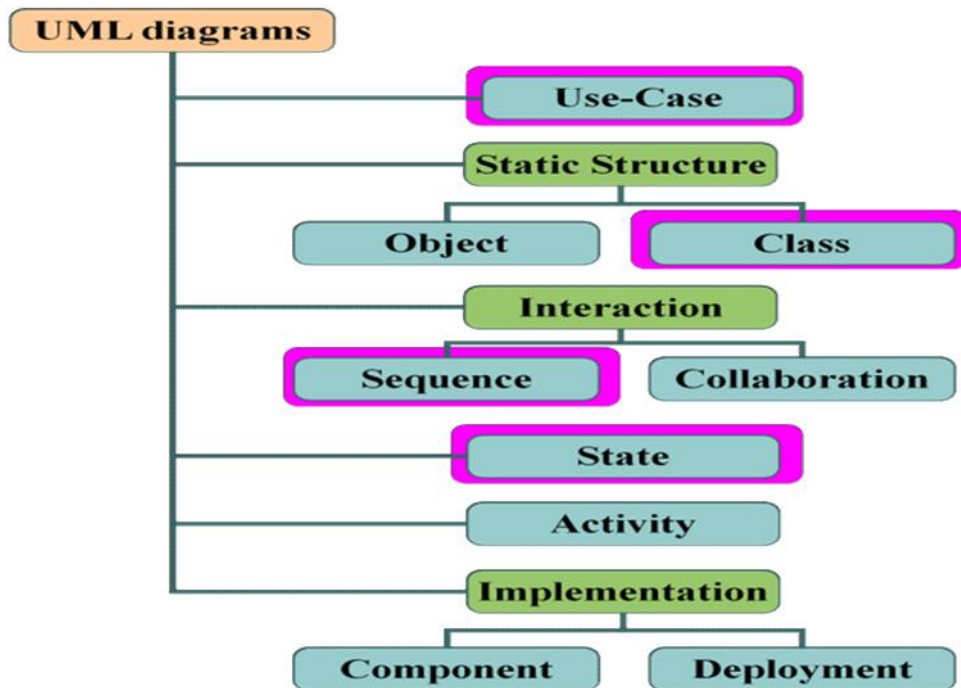 UML diagrams
Use-Case
Static Structure
Object
Class
Interaction
Sequence
Collaboration
State
Activity
Implementation
Component
Deployment